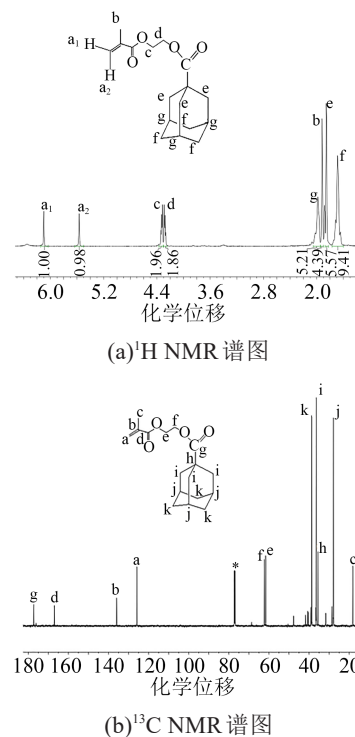 b
d
a₁ H
O
O
O
c
O
H
a₂
e
e
e
g
f
g
f
g
f
b
e
f
g
a₁
a₂
c
d
1.00
0.98
1.96
1.86
5.21
4.39
5.57
9.41
6.0 5.2 4.4 3.6 2.8 2.0
化学位移
(a)¹H NMR 谱图
c
b
a
d
O
O
e
f
O
O
g
h
i
i
i
j
k
j
k
j
k
i
k
j
g
d
b
a
*
f
e
h
c
180 160 140 120 100 80 60 40 20
化学位移
(b)¹³C NMR 谱图